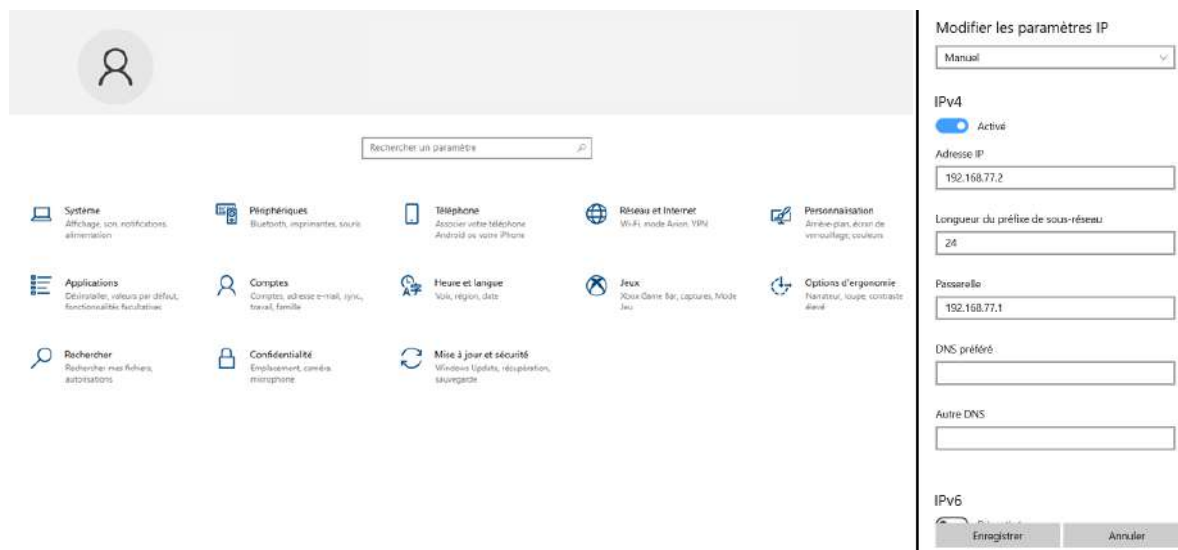 Rechercher un paramètre
Système
Affichage, son, notifications,
alimentation
Périphériques
Bluetooth, imprimantes, souris
Téléphone
Associer votre téléphone
Android ou votre iPhone
Réseau et Internet
Wi-Fi, mode Avion, VPN
Personnalisation
Arrière-plan, écran de
verrouillage, couleurs
Applications
Désinstaller, valeurs par défaut,
fonctionnalités facultatives
Comptes
Comptes, adresse e-mail, sync.,
travail, famille
Heure et langue
Voix, région, date
Jeux
Xbox Game Bar, captures, Mode
Jeu
Options d'ergonomie
Narrateur, loupe, contraste
élevé
Rechercher
Rechercher mes fichiers,
autorisations
Confidentialité
Emplacement, caméra,
microphone
Mise à jour et sécurité
Windows Update, récupération,
sauvegarde
Modifier les paramètres IP
Manuel
IPv4
Activé
Adresse IP
192.168.77.2
Longueur du préfixe de sous-réseau
24
Passerelle
192.168.77.1
DNS préféré
Autre DNS
IPv6
Enregistrer
Annuler